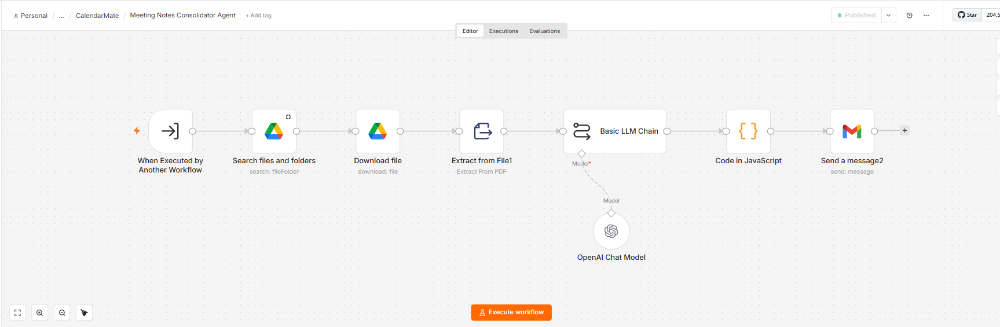 Personal / ... / CalendarMate / Meeting Notes Consolidator Agent + Add tag
Published
Star 204,5
Editor Executions Evaluations
Basic LLM Chain
When Executed by
Another Workflow
Search files and folders
search: fileFolder
Download file
download: file
Extract from File1
Extract From PDF
Model*
Code in JavaScript
Send a message2
send: message
Model
OpenAI Chat Model
Execute workflow